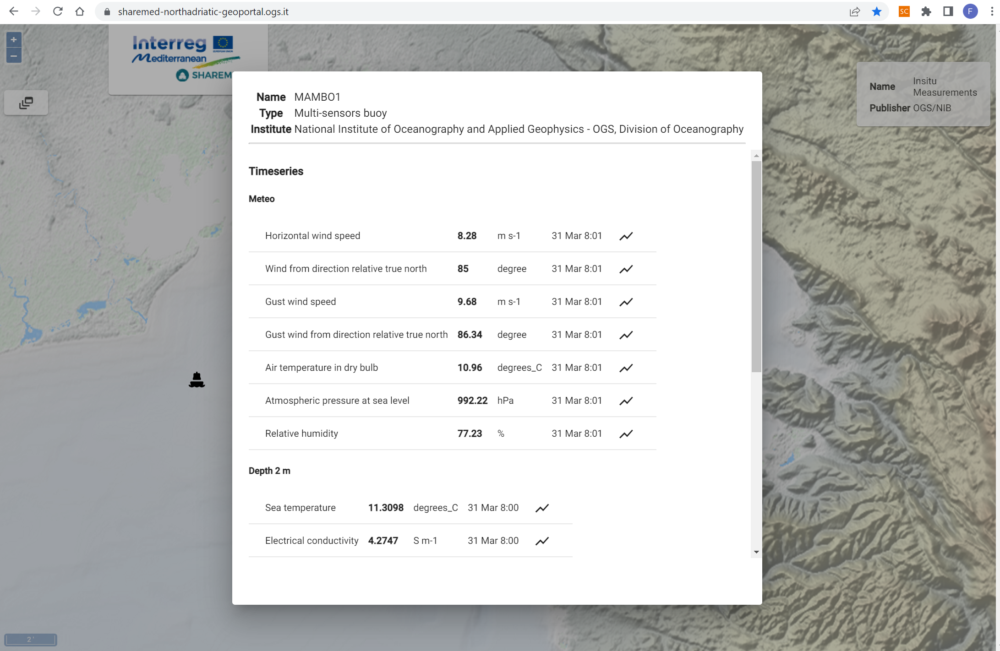 sharemed-northadriatic-geoportal.ogs.it
SC
F
+
−
Interreg
EUROPEAN UNION
Mediterranean
SHAREM
Name Insitu Measurements
Publisher OGS/NIB
Name MAMBO1
Type Multi-sensors buoy
Institute National Institute of Oceanography and Applied Geophysics - OGS, Division of Oceanography
Timeseries
Meteo
Horizontal wind speed 8.28 m s-1 31 Mar 8:01
Wind from direction relative true north 85 degree 31 Mar 8:01
Gust wind speed 9.68 m s-1 31 Mar 8:01
Gust wind from direction relative true north 86.34 degree 31 Mar 8:01
Air temperature in dry bulb 10.96 degrees_C 31 Mar 8:01
Atmospheric pressure at sea level 992.22 hPa 31 Mar 8:01
Relative humidity 77.23 % 31 Mar 8:01
Depth 2 m
Sea temperature 11.3098 degrees_C 31 Mar 8:00
Electrical conductivity 4.2747 S m-1 31 Mar 8:00
2 '